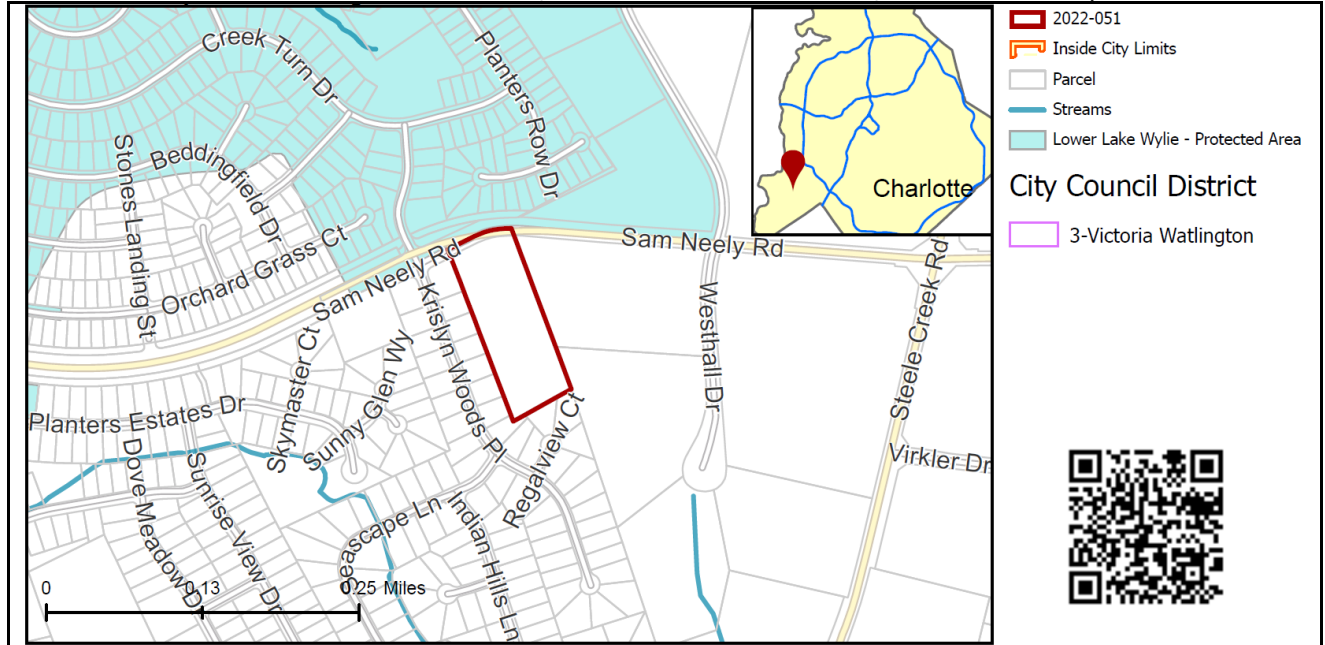 Creek Turn Dr
Planters Row Dr
Stones Landing St
Beddingfield Dr
Orchard Grass Ct
Sam Neely Rd
Sam Neely Rd
Krislyn Woods Pl
Westhall Dr
Steele Creek Rd
Skymaster Ct
Sunny Glen Wy
Planters Estates Dr
Dove Meadow Dr
Sunrise View Dr
Regalview Ct
Seascape Ln
Indian Hills Ln
Virkler Dr
0 0.13 0.25 Miles
Charlotte
2022-051
Inside City Limits
Parcel
Streams
Lower Lake Wylie - Protected Area
City Council District
3-Victoria Watlington